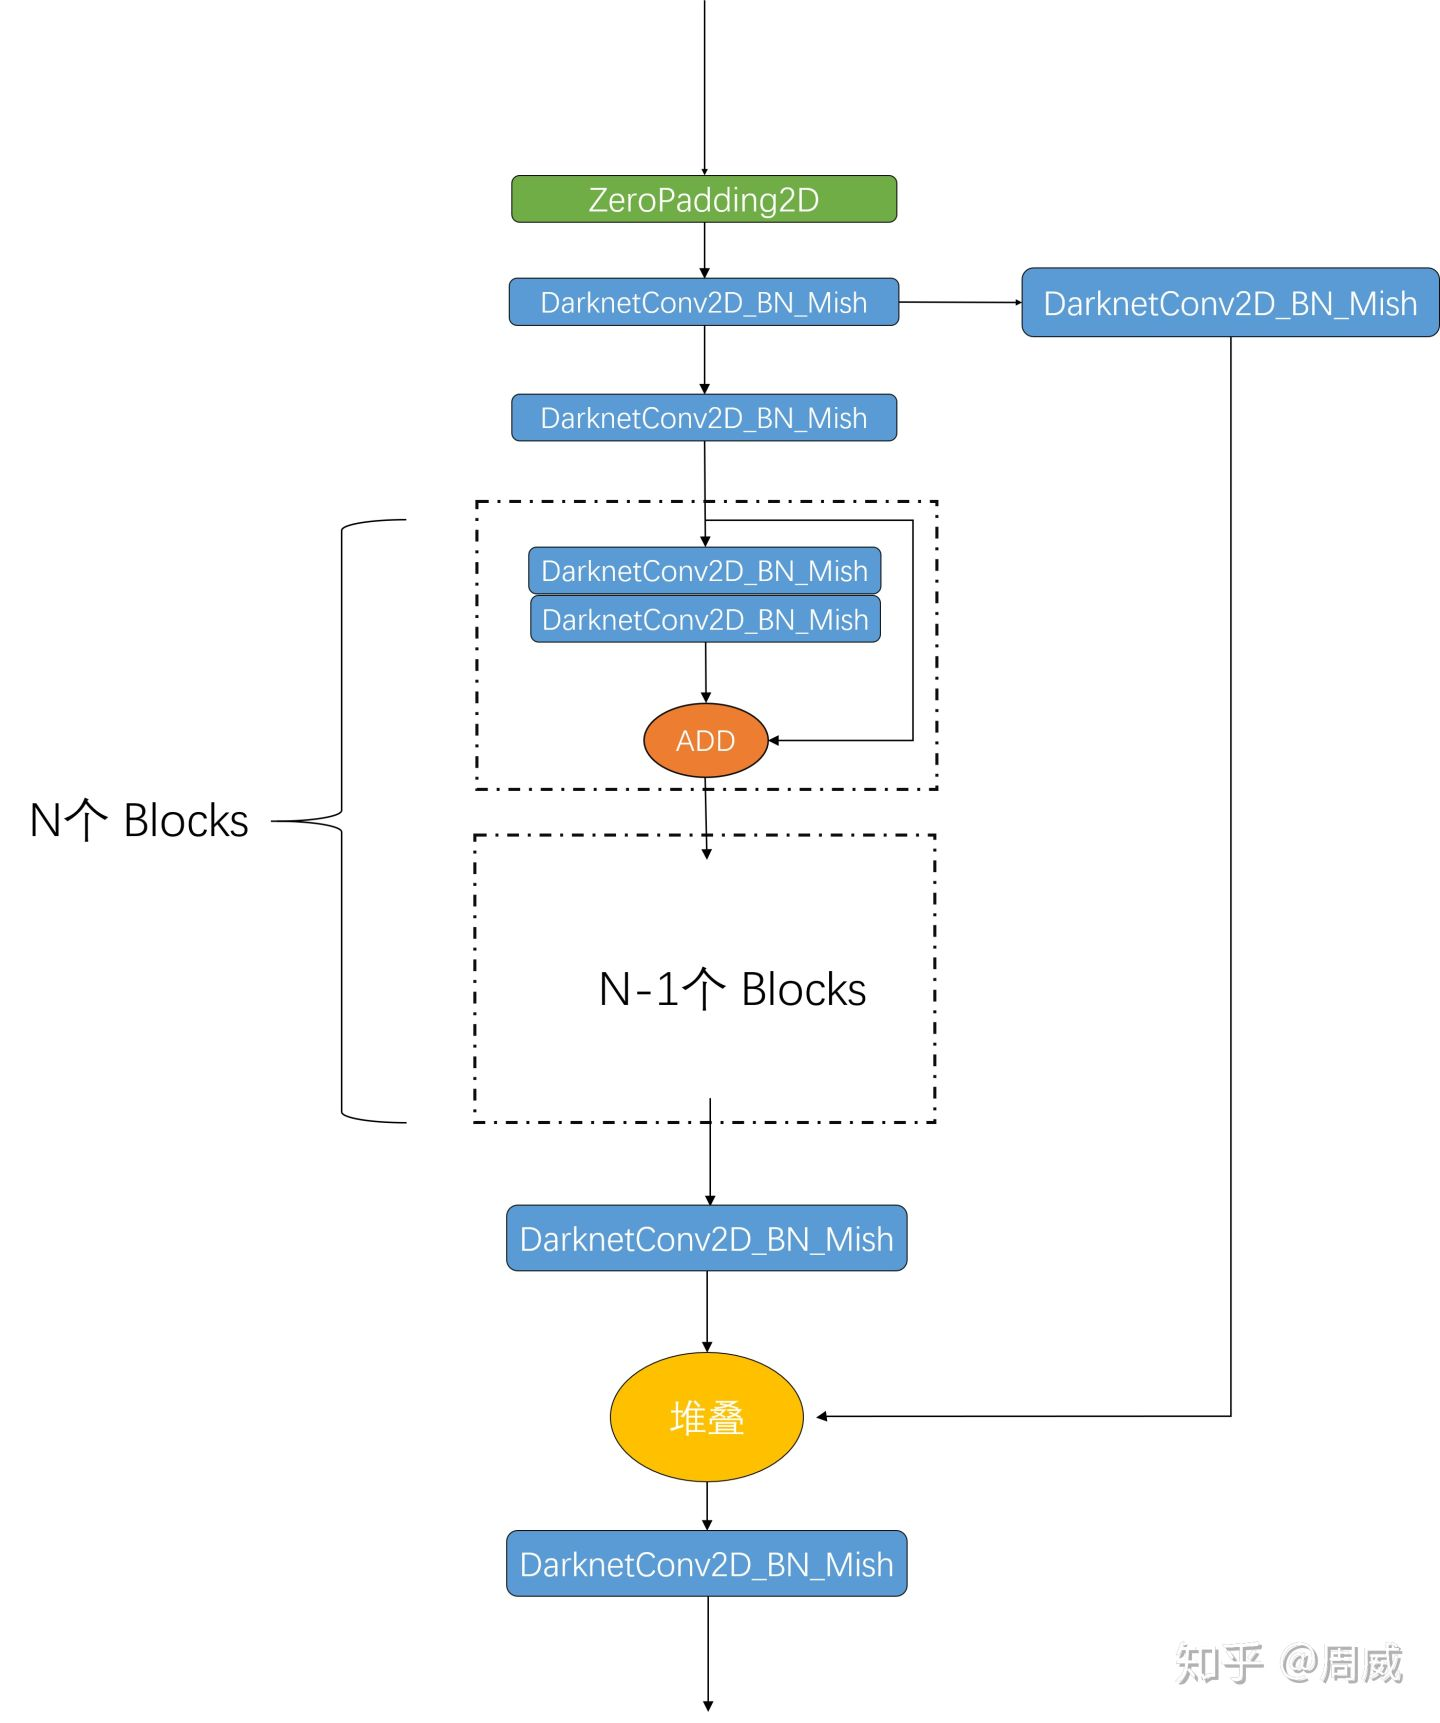 ZeroPadding2D
DarknetConv2D_BN_Mish
DarknetConv2D_BN_Mish
DarknetConv2D_BN_Mish
DarknetConv2D_BN_Mish
DarknetConv2D_BN_Mish
ADD
N个 Blocks
N-1个 Blocks
DarknetConv2D_BN_Mish
堆叠
DarknetConv2D_BN_Mish
知乎 @周威